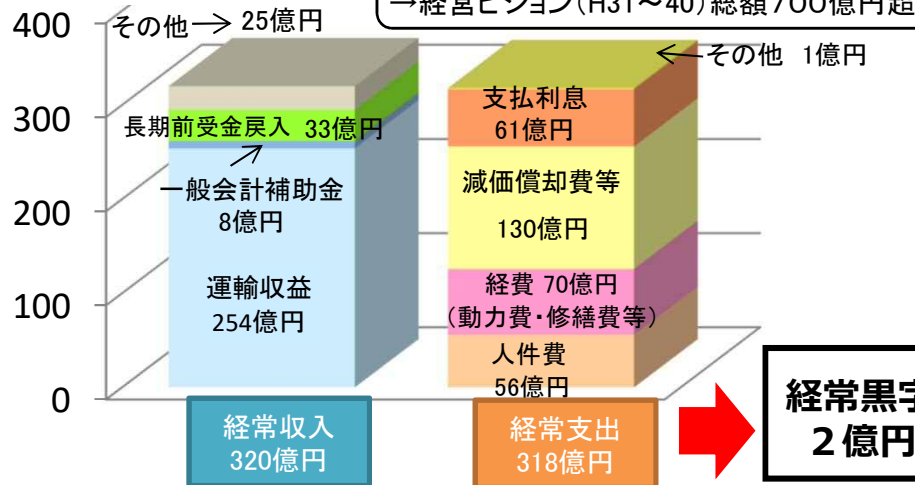 →経営ビジョン(H31～40)総額700億円超
400
300
200
100
0
その他→ 25億円
長期前受金戻入 33億円
一般会計補助金
8億円
運輸収益
254億円
経常収入
320億円
←その他 1億円
支払利息
61億円
減価償却費等
130億円
経費 70億円
(動力費・修繕費等)
人件費
56億円
経常支出
318億円
経常黒字
2億円